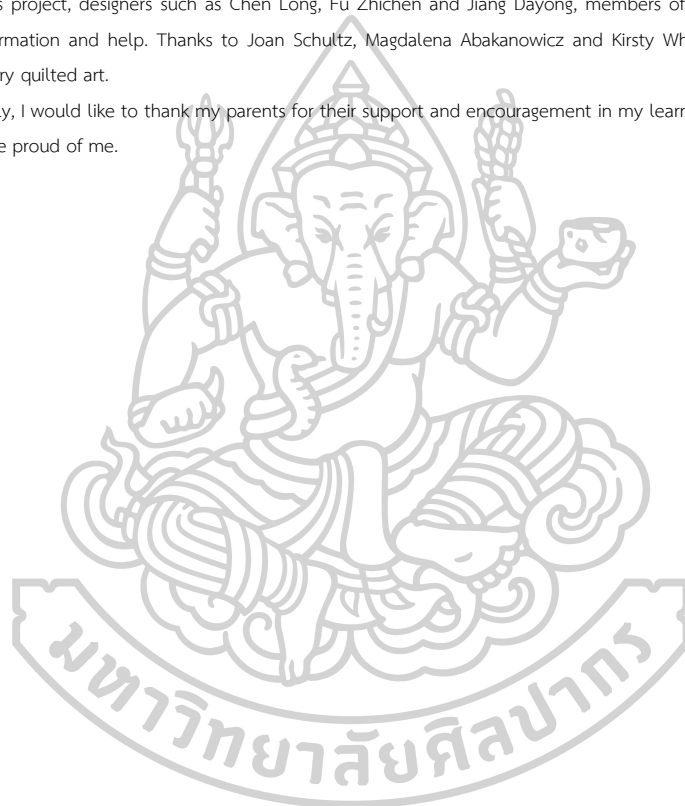 s project, designers such as Chen Long, Fu Zhichen and Jiang Dayong, members of
rmation and help. Thanks to Joan Schultz, Magdalena Abakanowicz and Kirsty Wh
ry quilted art.
ly, I would like to thank my parents for their support and encouragement in my learn
e proud of me.
มหาวิทยาลัยศิลปากร